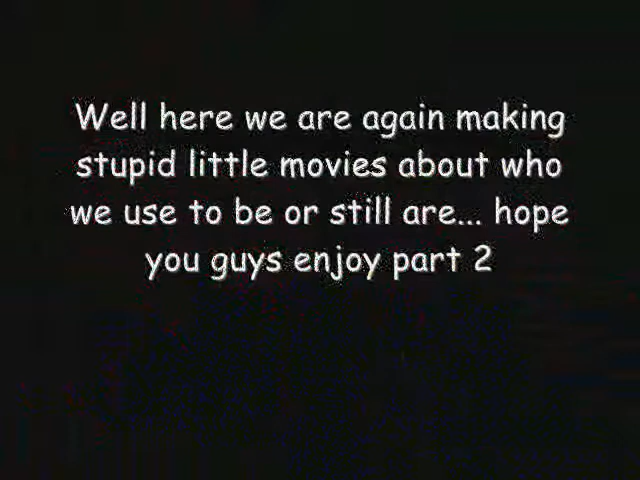 Well here we are again making
stupid little movies about who
we use to be or still are... hope
you guys enjoy part 2